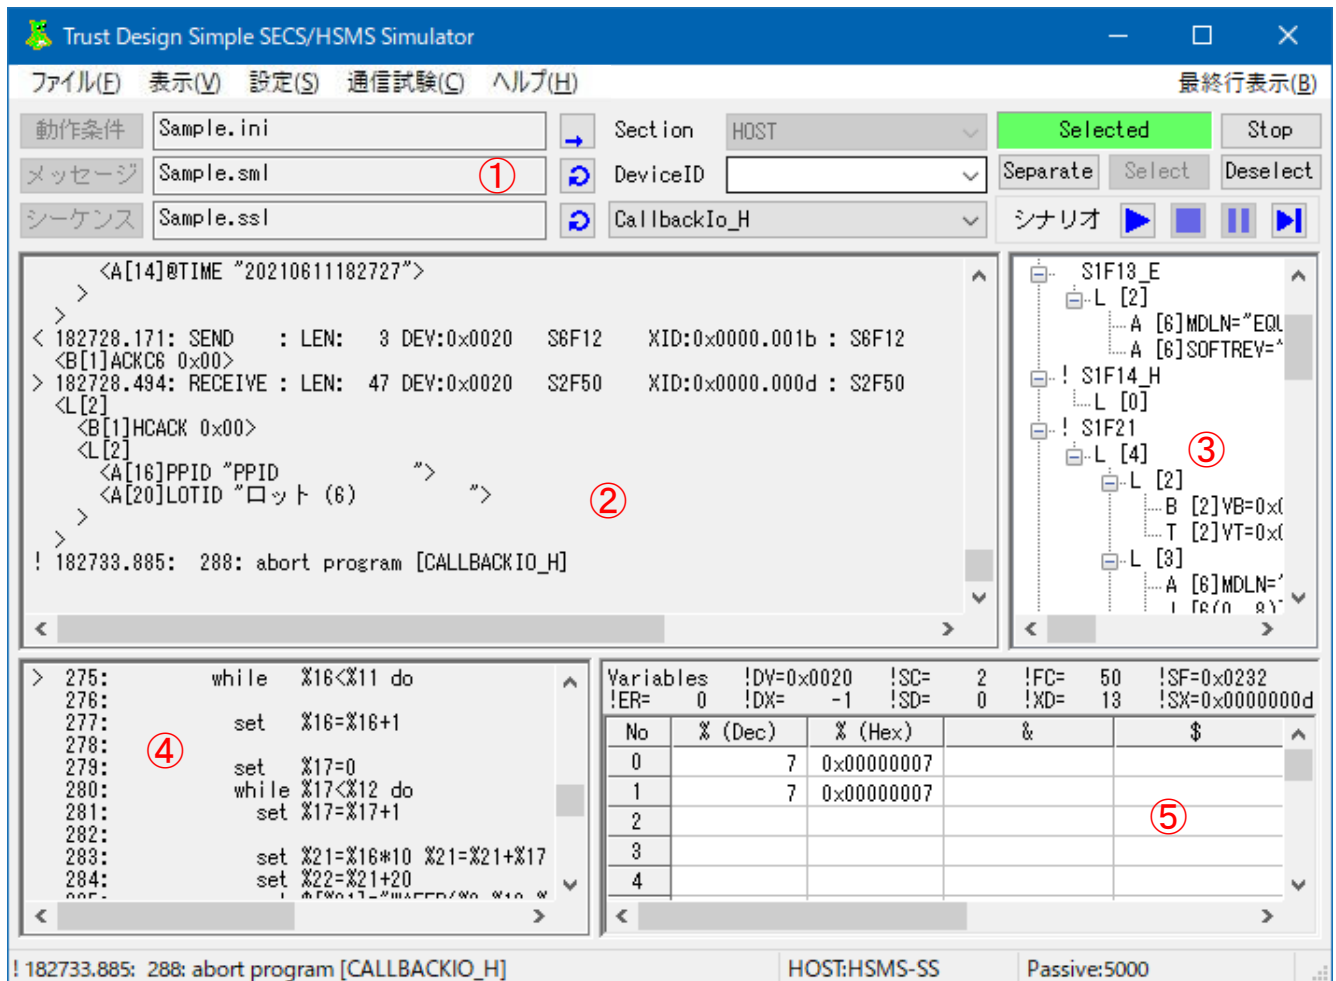 Trust Design Simple SECS/HSMS Simulator
ファイル(F) 表示(V) 設定(S) 通信試験(C) ヘルプ(H) 最終行表示(B)
動作条件 Sample.ini → Section HOST Selected Stop
メッセージ Sample.sml ① DeviceID Separate Select Deselect
シーケンス Sample.ssl CallbackIo_H シナリオ
<A[14]@TIME "20210611182727">
>
>
< 182728.171: SEND : LEN: 3 DEV:0x0020 S6F12 XID:0x0000.001b : S6F12
<B[1]ACKC6 0x00>
> 182728.494: RECEIVE : LEN: 47 DEV:0x0020 S2F50 XID:0x0000.000d : S2F50
<L[2]
<B[1]HCACK 0x00>
<L[2]
<A[16]PPID "PPID ">
<A[20]LOTID "ロット (6) ">
②
>
>
! 182733.885: 288: abort program [CALLBACKIO_H]
S1F13_E
L [2]
A [6]MDLN="EQU
A [6]SOFTREV="
! S1F14_H
L [0]
! S1F21
③
L [4]
L [2]
B [2]VB=0x0
T [2]VT=0x0
L [3]
A [6]MDLN="
> 275: while %16<%11 do
276:
277: set %16=%16+1
278:
④
279: set %17=0
280: while %17<%12 do
281: set %17=%17+1
282:
283: set %21=%16*10 %21=%21+%17
284: set %22=%21+20
Variables !DV=0x0020 !SC= 2 !FC= 50 !SF=0x0232
!ER= 0 !DX= -1 !SD= 0 !XD= 13 !SX=0x0000000d
No % (Dec) % (Hex) & $
0 7 0x00000007
1 7 0x00000007
⑤
2
3
4
! 182733.885: 288: abort program [CALLBACKIO_H] HOST:HSMS-SS Passive:5000